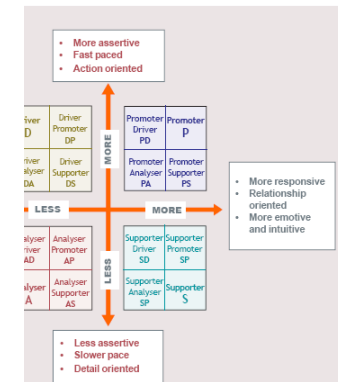 • More assertive
• Fast paced
• Action oriented
Driver
Promoter
DP
D
Driver
Supporter
DS
DA
Promoter
Driver
PD
Promoter
P
Promoter
Analyser
PA
Promoter
Supporter
PS
MORE
LESS
MORE
LESS
• More responsive
• Relationship
oriented
• More emotive
and intuitive
AD
Analyser
Promoter
AP
A
Analyser
Supporter
AS
Supporter
Driver
SD
Supporter
Promoter
SP
Supporter
Analyser
SP
Supporter
S
• Less assertive
• Slower pace
• Detail oriented